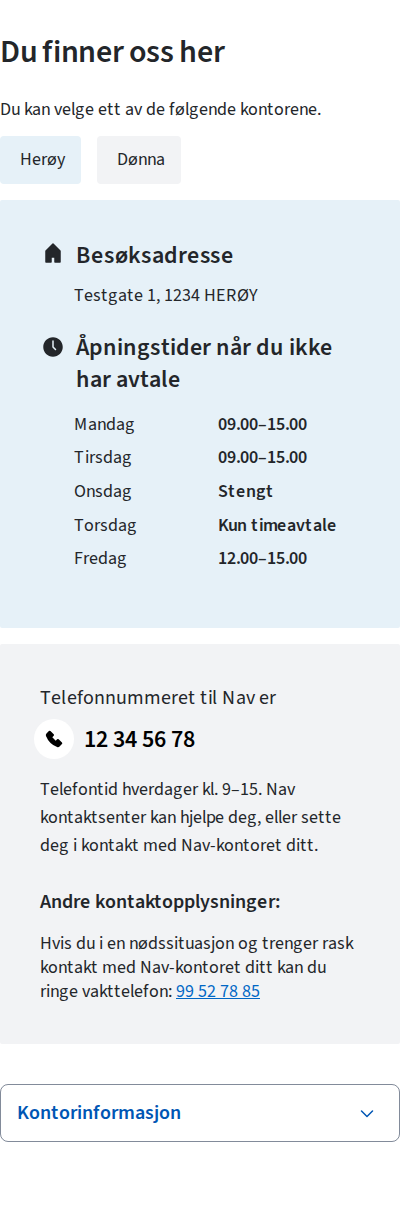 Du finner oss her
Du kan velge ett av de følgende kontorene.
Herøy Dønna
Besøksadresse
Testgate 1, 1234 HERØY
Åpningstider når du ikke
har avtale
Mandag 09.00–15.00
Tirsdag 09.00–15.00
Onsdag Stengt
Torsdag Kun timeavtale
Fredag 12.00–15.00
Telefonnummeret til Nav er
12 34 56 78
Telefontid hverdager kl. 9–15. Nav
kontaktsenter kan hjelpe deg, eller sette
deg i kontakt med Nav-kontoret ditt.
Andre kontaktopplysninger:
Hvis du i en nødssituasjon og trenger rask
kontakt med Nav-kontoret ditt kan du
ringe vakttelefon: 99 52 78 85
Kontorinformasjon